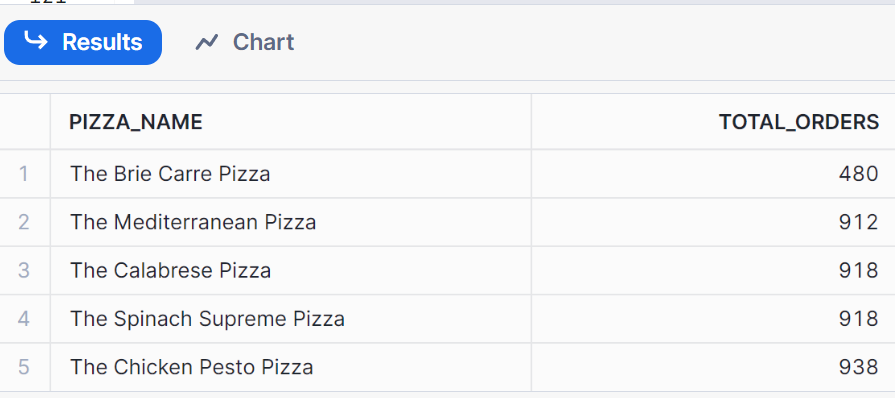 Results Chart
PIZZA_NAME TOTAL_ORDERS
1 The Brie Carre Pizza 480
2 The Mediterranean Pizza 912
3 The Calabrese Pizza 918
4 The Spinach Supreme Pizza 918
5 The Chicken Pesto Pizza 938